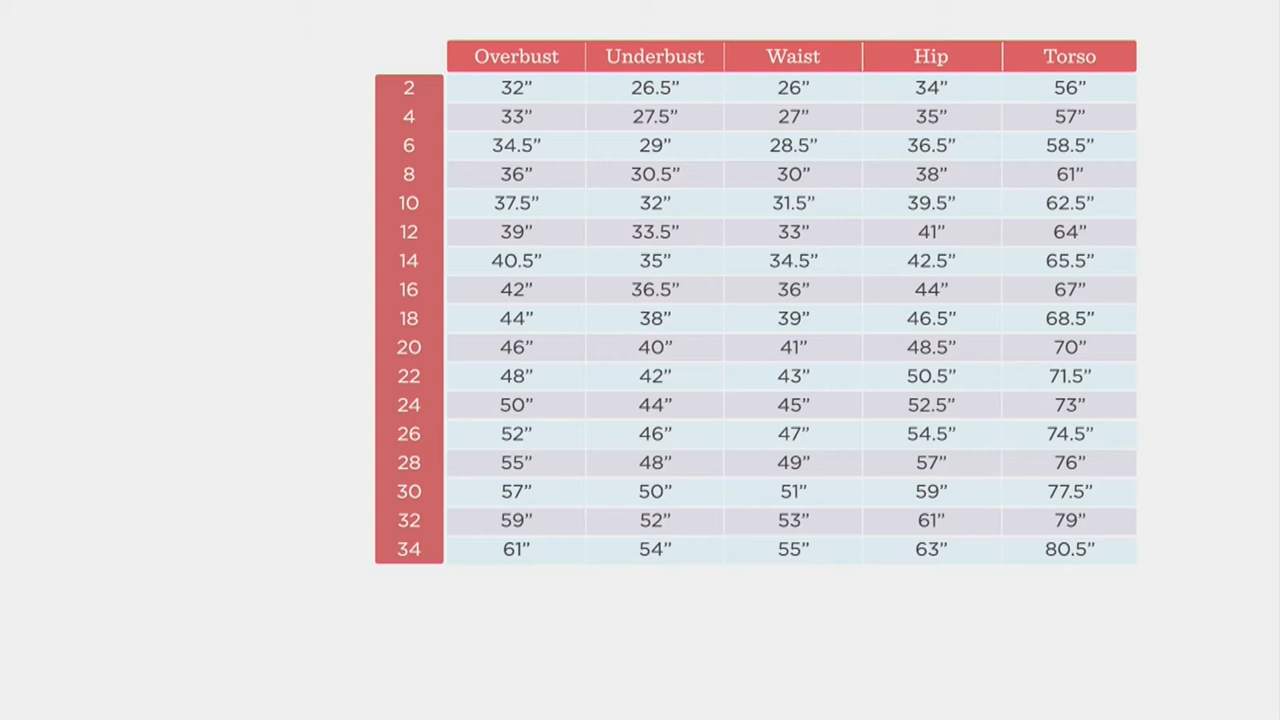 Overbust Underbust Waist Hip Torso
2 32” 26.5” 26” 34” 56”
4 33” 27.5” 27” 35” 57”
6 34.5” 29” 28.5” 36.5” 58.5”
8 36” 30.5” 30” 38” 61”
10 37.5” 32” 31.5” 39.5” 62.5”
12 39” 33.5” 33” 41” 64”
14 40.5” 35” 34.5” 42.5” 65.5”
16 42” 36.5” 36” 44” 67”
18 44” 38” 39” 46.5” 68.5”
20 46” 40” 41” 48.5” 70”
22 48” 42” 43” 50.5” 71.5”
24 50” 44” 45” 52.5” 73”
26 52” 46” 47” 54.5” 74.5”
28 55” 48” 49” 57” 76”
30 57” 50” 51” 59” 77.5”
32 59” 52” 53” 61” 79”
34 61” 54” 55” 63” 80.5”